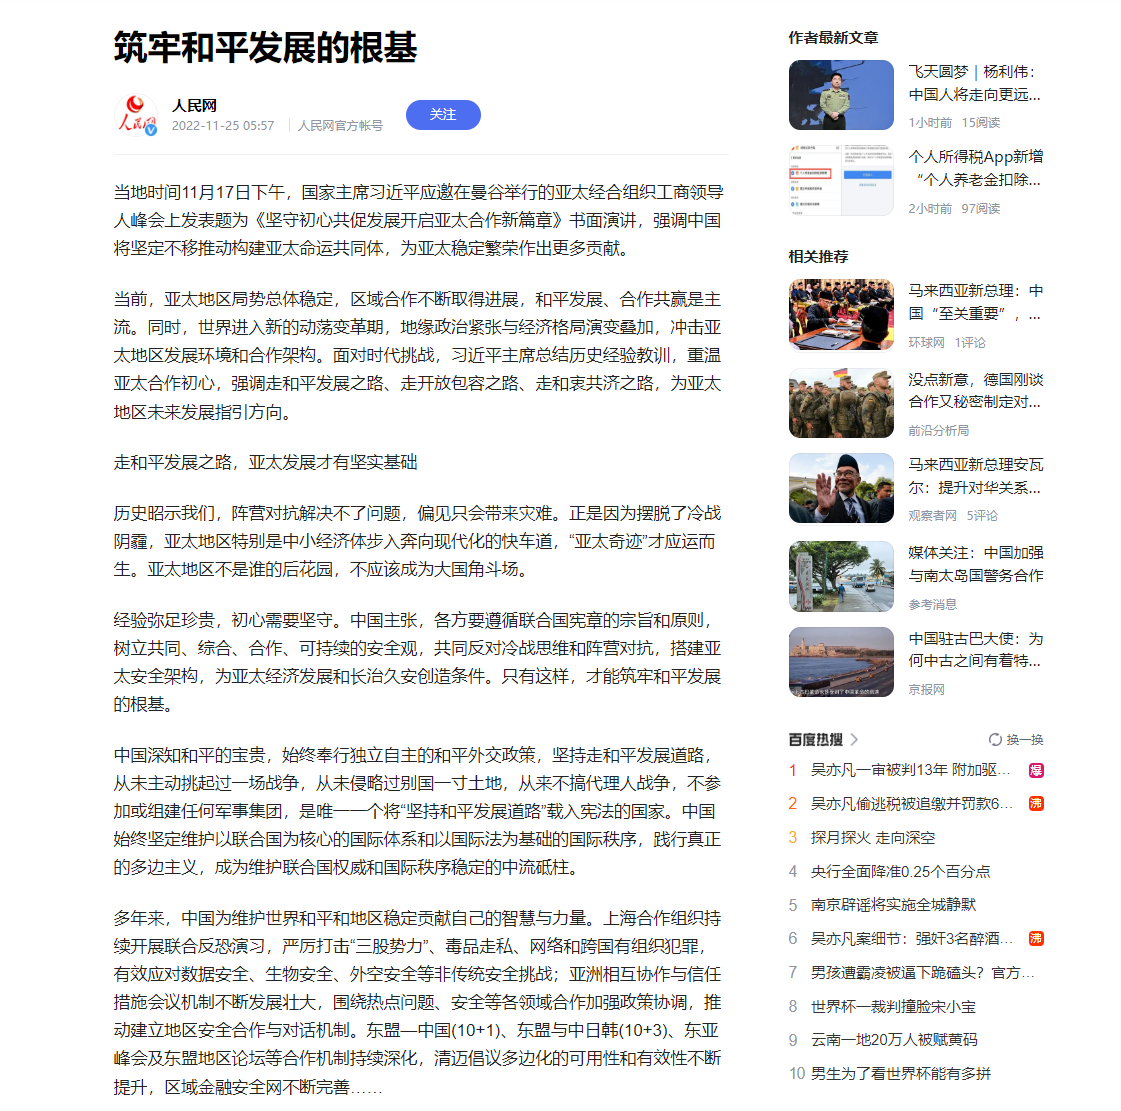 筑牢和平发展的根基
人民网
2022-11-25 05:57
人民网官方帐号
关注
当地时间11月17日下午，国家主席习近平应邀在曼谷举行的亚太经合组织工商领导
人峰会上发表题为《坚守初心共促发展开启亚太合作新篇章》书面演讲，强调中国
将坚定不移推动构建亚太命运共同体，为亚太稳定繁荣作出更多贡献。
当前，亚太地区局势总体稳定，区域合作不断取得进展，和平发展、合作共赢是主
流。同时，世界进入新的动荡变革期，地缘政治紧张与经济格局演变叠加，冲击亚
太地区发展环境和合作架构。面对时代挑战，习近平主席总结历史经验教训，重温
亚太合作初心，强调走和平发展之路、走开放包容之路、走和衷共济之路，为亚太
地区未来发展指引方向。
走和平发展之路，亚太发展才有坚实基础
历史昭示我们，阵营对抗解决不了问题，偏见只会带来灾难。正是因为摆脱了冷战
阴霾，亚太地区特别是中小经济体步入奔向现代化的快车道，“亚太奇迹”才应运而
生。亚太地区不是谁的后花园，不应该成为大国角斗场。
经验弥足珍贵，初心需要坚守。中国主张，各方要遵循联合国宪章的宗旨和原则，
树立共同、综合、合作、可持续的安全观，共同反对冷战思维和阵营对抗，搭建亚
太安全架构，为亚太经济发展和长治久安创造条件。只有这样，才能筑牢和平发展
的根基。
中国深知和平的宝贵，始终奉行独立自主的和平外交政策，坚持走和平发展道路，
从未主动挑起过一场战争，从未侵略过别国一寸土地，从来不搞代理人战争，不参
加或组建任何军事集团，是唯一一个将“坚持和平发展道路”载入宪法的国家。中国
始终坚定维护以联合国为核心的国际体系和以国际法为基础的国际秩序，践行真正
的多边主义，成为维护联合国权威和国际秩序稳定的中流砥柱。
多年来，中国为维护世界和平和地区稳定贡献自己的智慧与力量。上海合作组织持
续开展联合反恐演习，严厉打击“三股势力”、毒品走私、网络和跨国有组织犯罪，
有效应对数据安全、生物安全、外空安全等非传统安全挑战；亚洲相互协作与信任
措施会议机制不断发展壮大，围绕热点问题、安全等各领域合作加强政策协调，推
动建立地区安全合作与对话机制。东盟—中国(10+1)、东盟与中日韩(10+3)、东亚
峰会及东盟地区论坛等合作机制持续深化，清迈倡议多边化的可用性和有效性不断
提升，区域金融安全网不断完善……
作者最新文章
飞天圆梦｜杨利伟：
中国人将走向更远...
1小时前 15阅读
个人所得税App新增
“个人养老金扣除...
2小时前 97阅读
相关推荐
马来西亚新总理：中
国“至关重要”，...
环球网 1评论
没点新意，德国刚谈
合作又秘密制定对...
前沿分析局
马来西亚新总理安瓦
尔：提升对华关系...
观察者网 5评论
媒体关注：中国加强
与南太岛国警务合作
参考消息
中国驻古巴大使：为
何中古之间有着特...
京报网
百度热搜
换一换
1 吴亦凡一审被判13年 附加驱... 爆
2 吴亦凡偷逃税被追缴并罚款6... 沸
3 探月探火 走向深空
4 央行全面降准0.25个百分点
5 南京辟谣将实施全城静默
6 吴亦凡案细节：强奸3名醉酒... 沸
7 男孩遭霸凌被逼下跪磕头？官方...
8 世界杯一裁判撞脸宋小宝
9 云南一地20万人被赋黄码
10 男生为了看世界杯能有多拼